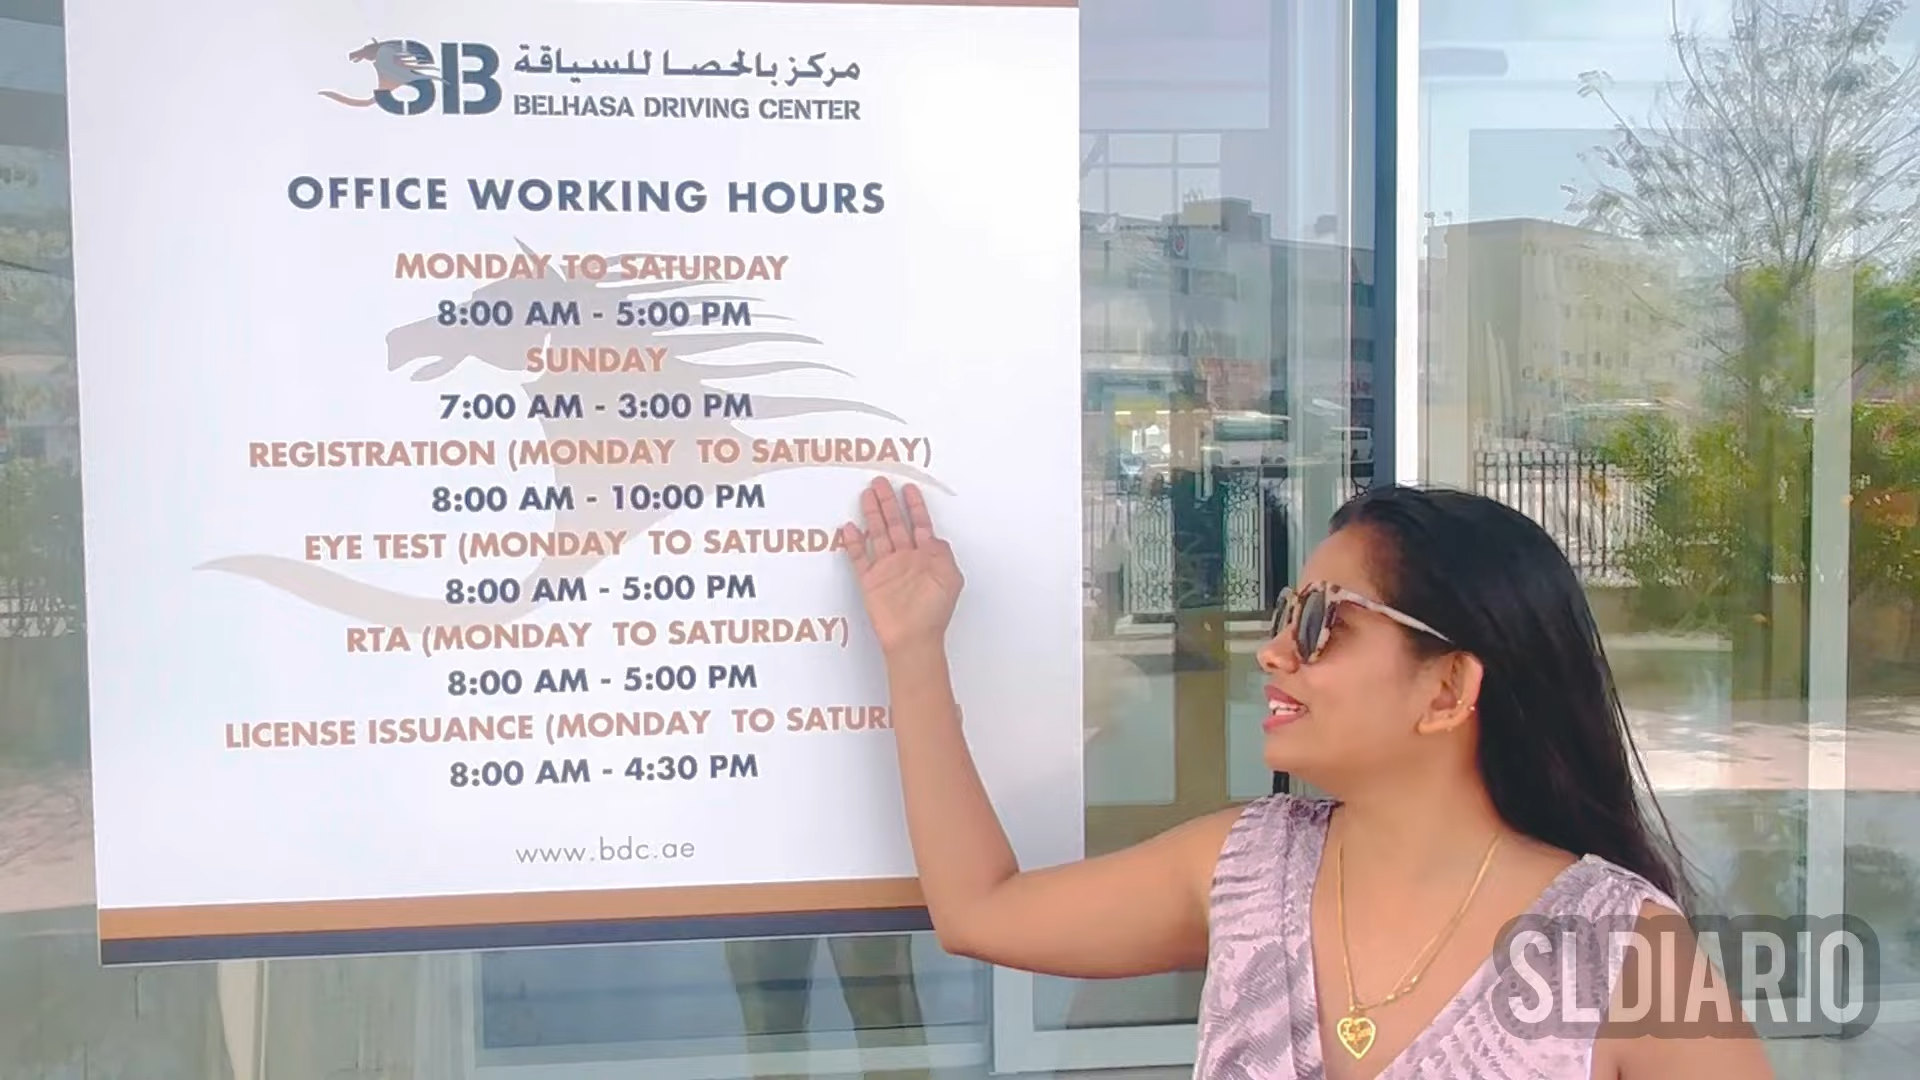 SB
مركز بالحصا للسياقة
BELHASA DRIVING CENTER
OFFICE WORKING HOURS
MONDAY TO SATURDAY
8:00 AM - 5:00 PM
SUNDAY
7:00 AM - 3:00 PM
REGISTRATION (MONDAY TO SATURDAY)
8:00 AM - 10:00 PM
EYE TEST (MONDAY TO SATURDA
8:00 AM - 5:00 PM
RTA (MONDAY TO SATURDAY)
8:00 AM - 5:00 PM
LICENSE ISSUANCE (MONDAY TO SATUR
8:00 AM - 4:30 PM
www.bdc.ae
SLDIARIO